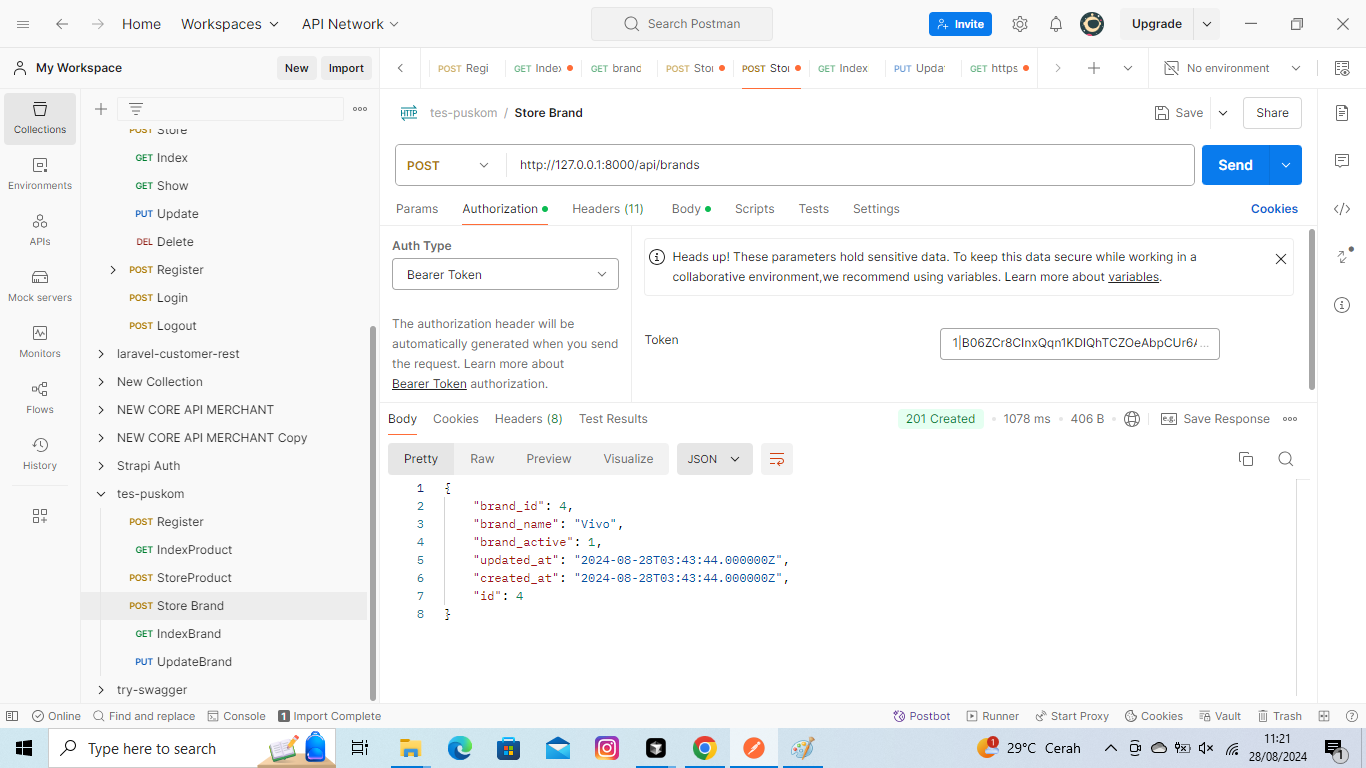 Home Workspaces API Network Search Postman Invite Upgrade
My Workspace New Import
POST Regi GET Index GET brand POST Stor POST Stor GET Index PUT Upda GET https No environment
Collections
Environments
APIs
Mock servers
Monitors
Flows
History
POST Store
GET Index
GET Show
PUT Update
DEL Delete
POST Register
POST Login
POST Logout
laravel-customer-rest
New Collection
NEW CORE API MERCHANT
NEW CORE API MERCHANT Copy
Strapi Auth
tes-puskom
POST Register
GET IndexProduct
POST StoreProduct
POST Store Brand
GET IndexBrand
PUT UpdateBrand
try-swagger
HTTP tes-puskom / Store Brand Save Share
POST http://127.0.0.1:8000/api/brands Send
Params Authorization Headers (11) Body Scripts Tests Settings Cookies
Auth Type
Bearer Token
The authorization header will be
automatically generated when you send
the request. Learn more about
Bearer Token authorization.
Heads up! These parameters hold sensitive data. To keep this data secure while working in a
collaborative environment,we recommend using variables. Learn more about variables.
Token
Body Cookies Headers (8) Test Results 201 Created 1078 ms 406 B e.g. Save Response
Pretty Raw Preview Visualize JSON
1 {
2 "brand_id": 4,
3 "brand_name": "Vivo",
4 "brand_active": 1,
5 "updated_at": "2024-08-28T03:43:44.000000Z",
6 "created_at": "2024-08-28T03:43:44.000000Z",
7 "id": 4
8 }
Online Find and replace Console 1 Import Complete Postbot Runner Start Proxy Cookies Vault Trash
Type here to search 1 29°C Cerah 11:21
28/08/2024 1